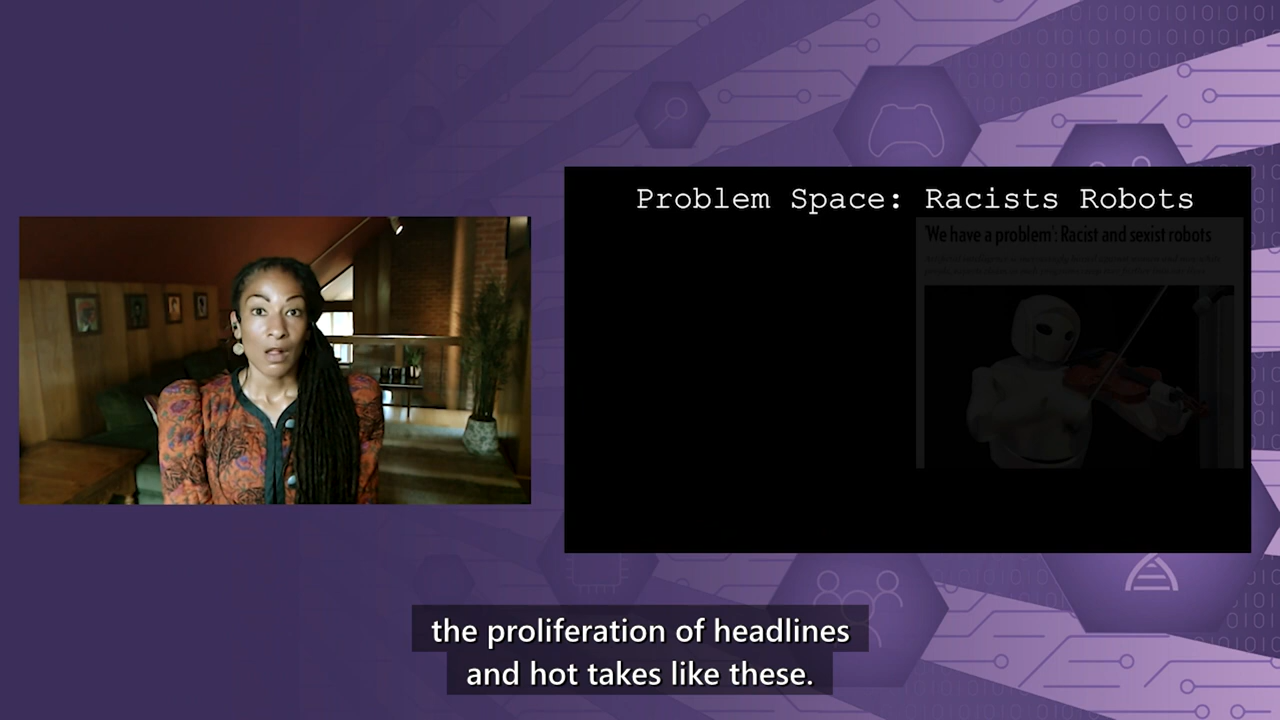 Problem Space: Racists Robots
'We have a problem': Racist and sexist robots
the proliferation of headlines
and hot takes like these.